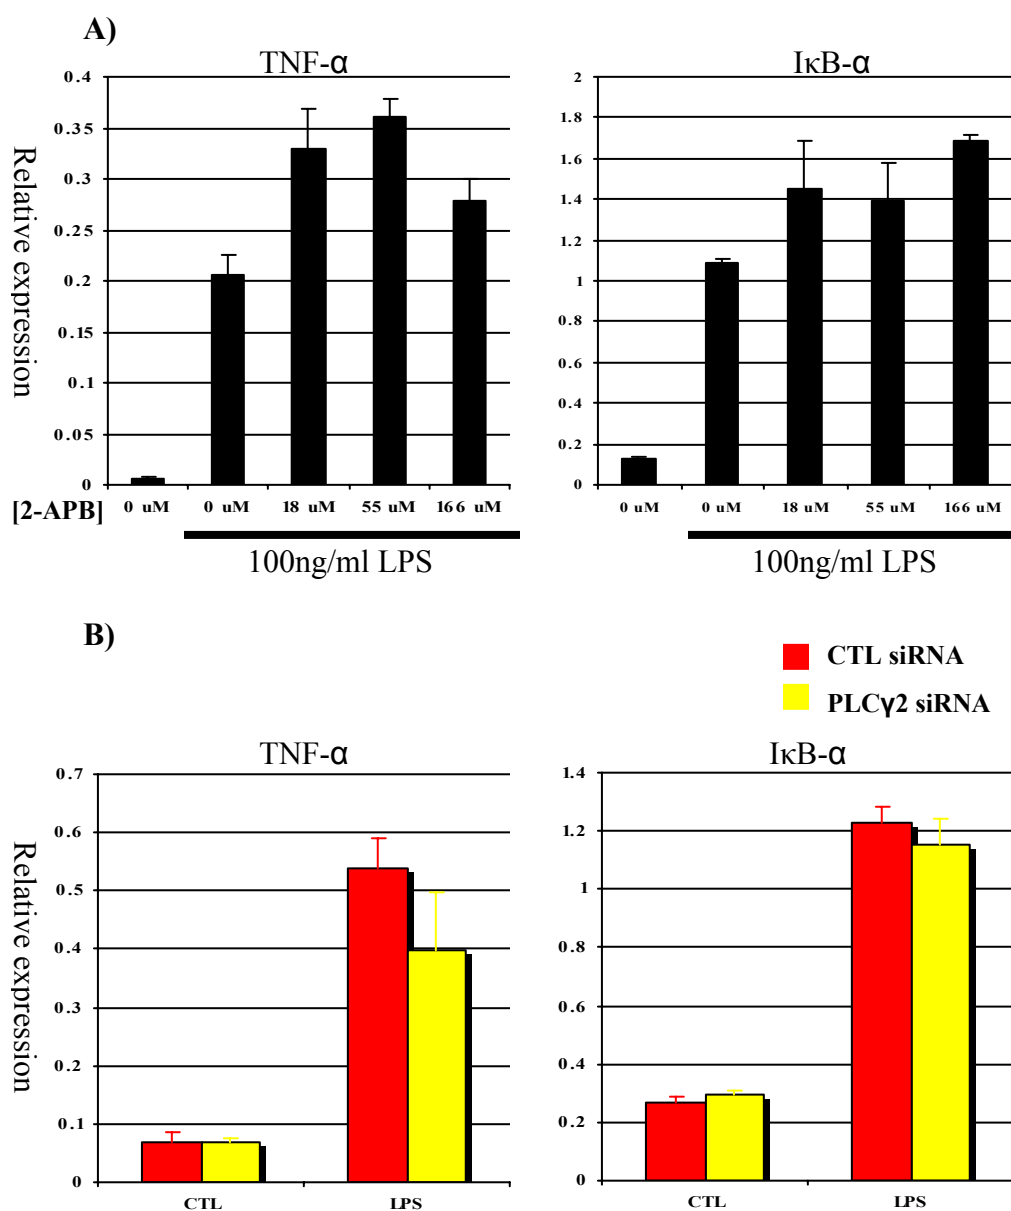 A)
TNF-α
Relative expression
0.4
0.35
0.3
0.25
0.2
0.15
0.1
0.05
0
[2-APB]
0 uM
0 uM
18 uM
55 uM
166 uM
100ng/ml LPS
IκB-α
2
1.8
1.6
1.4
1.2
1
0.8
0.6
0.4
0.2
0
0 uM
0 uM
18 uM
55 uM
166 uM
100ng/ml LPS
B)
CTL siRNA
PLCγ2 siRNA
TNF-α
Relative expression
0.7
0.6
0.5
0.4
0.3
0.2
0.1
0
CTL
LPS
IκB-α
1.4
1.2
1
0.8
0.6
0.4
0.2
0
CTL
LPS